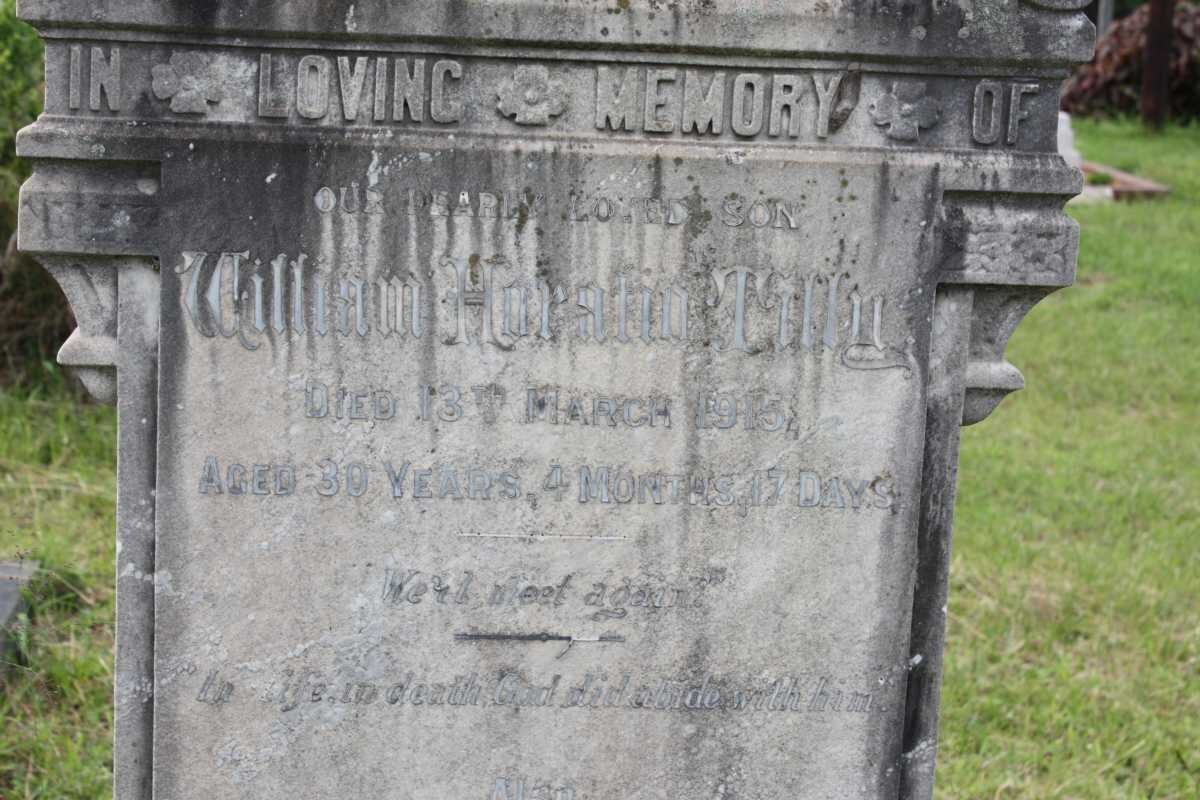 IN LOVING MEMORY OF
OUR DEARLY LOVED SON
William Horatio Tilly
DIED 13TH MARCH 1915,
AGED 30 YEARS, 4 MONTHS, 17 DAYS.
We'll meet again."
"In life, in death God did abide with him.
ALSO